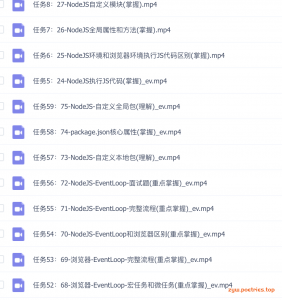 任务8：27-NodeJS自定义模块(掌握).mp4
任务7：26-NodeJS全局属性和方法(掌握).mp4
任务6：25-NodeJS环境和浏览器环境执行JS代码区别(掌握).mp4
任务5：24-NodeJS执行JS代码(掌握)_ev.mp4
任务59：75-NodeJS-自定义全局包(理解)_ev.mp4
任务58：74-package.json核心属性(掌握)_ev.mp4
任务57：73-NodeJS-自定义本地包(理解)_ev.mp4
任务56：72-NodeJS-EventLoop-面试题(重点掌握)_ev.mp4
任务55：71-NodeJS-EventLoop-完整流程(重点掌握)_ev.mp4
任务54：70-NodeJS-EventLoop和浏览器区别(重点掌握)_ev.mp4
任务53：69-浏览器-EventLoop-完整流程(重点掌握)_ev.mp4
任务52：68-浏览器-EventLoop-宏任务和微任务(重点掌握)_ev.mp4